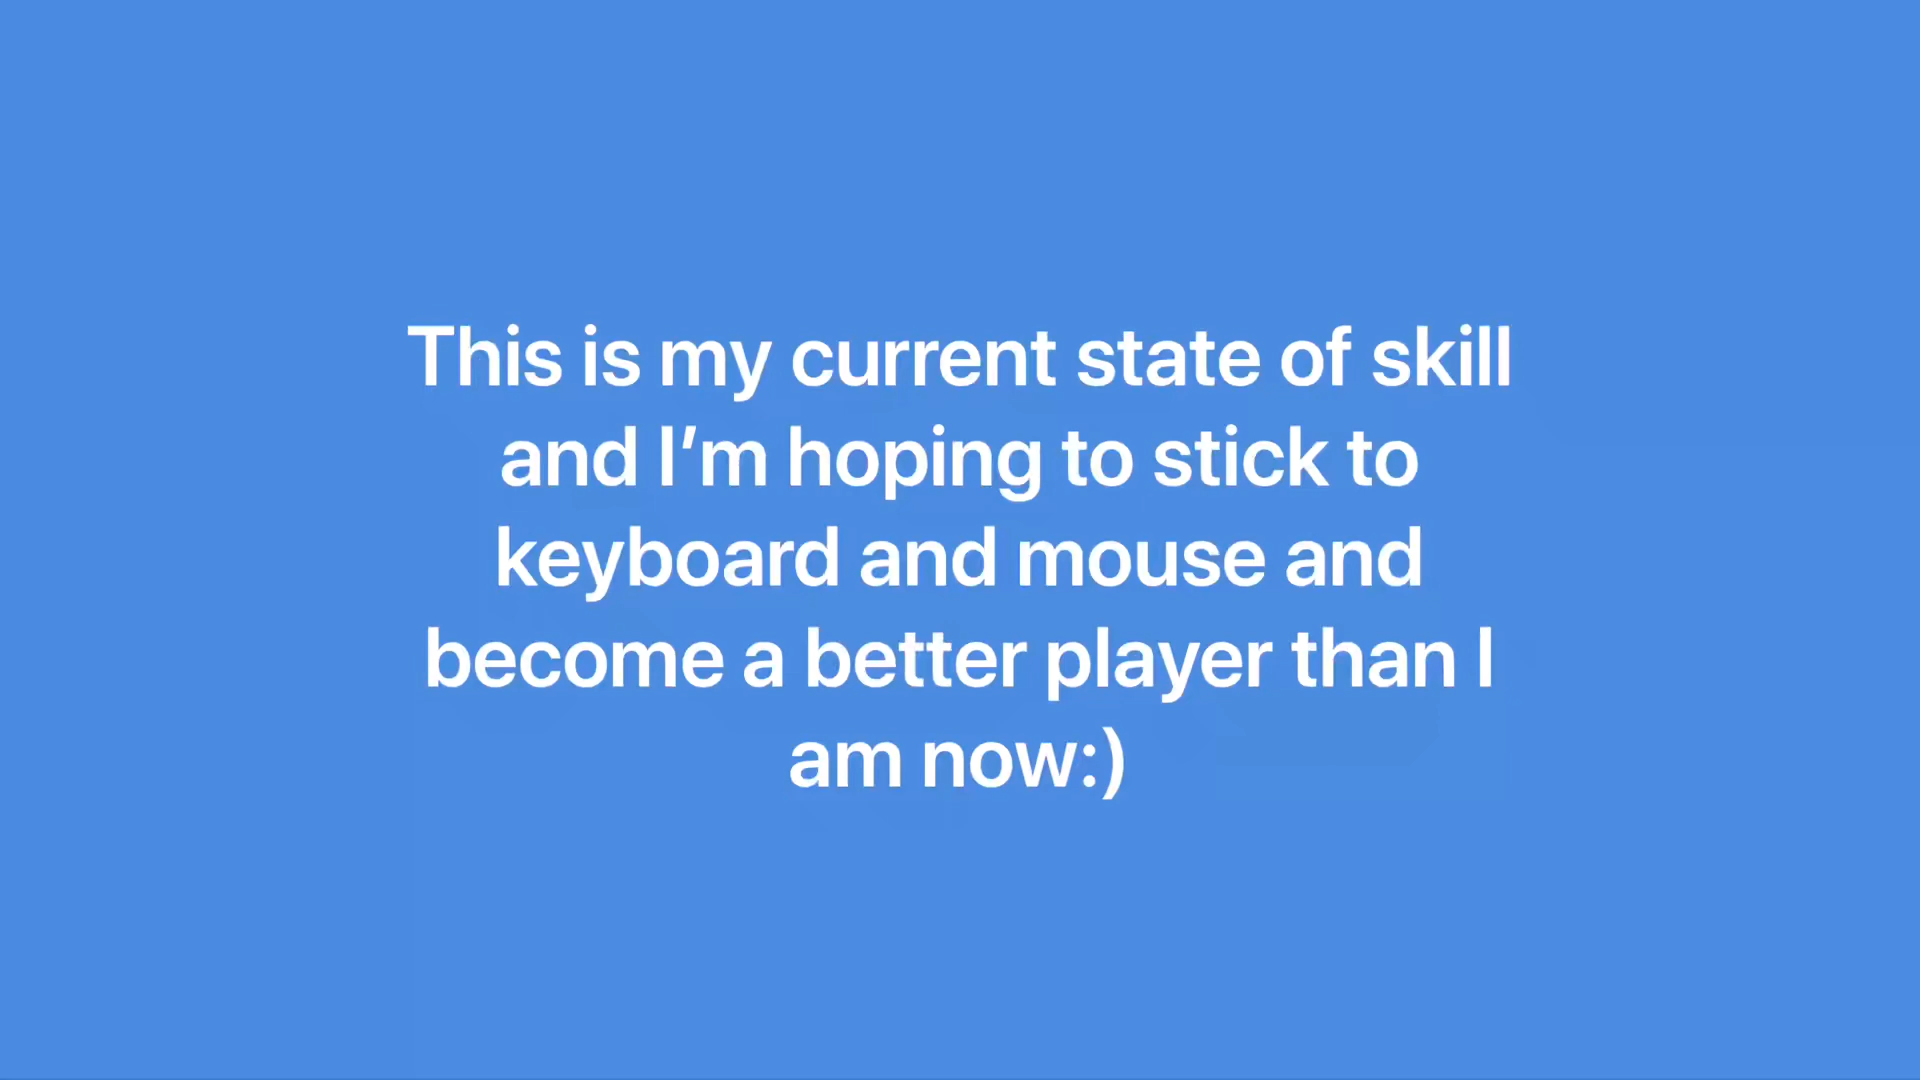 This is my current state of skill
and I’m hoping to stick to
keyboard and mouse and
become a better player than I
am now:)